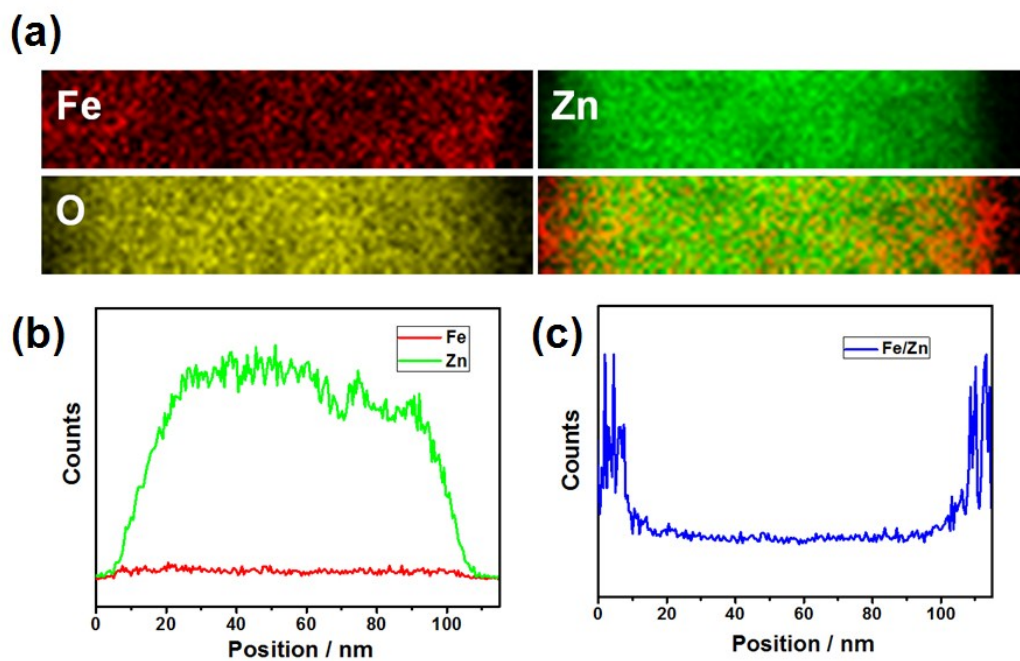 (a)
Fe
Zn
O
(b)
Fe
Zn
Counts
0 20 40 60 80 100
Position / nm
(c)
Fe/Zn
Counts
0 20 40 60 80 100
Position / nm